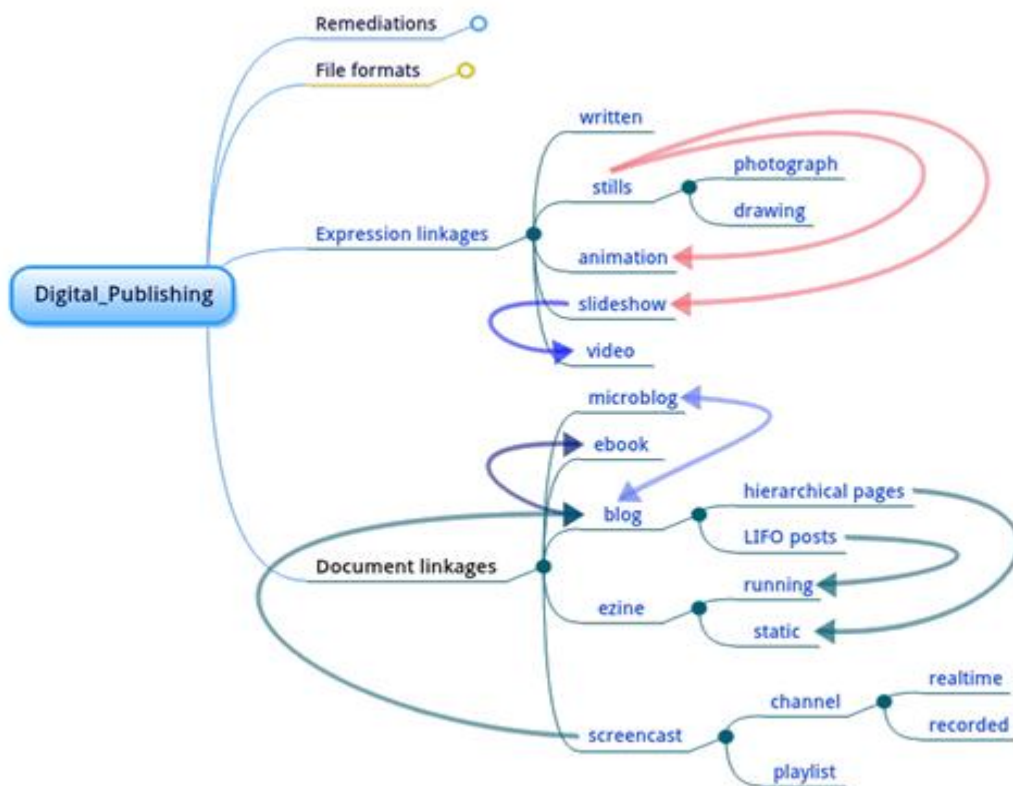 Remediations
File formats
written
photograph
stills
drawing
Expression linkages
animation
Digital_Publishing
slideshow
video
microblog
ebook
hierarchical pages
blog
LIFO posts
Document linkages
running
ezine
static
realtime
channel
recorded
screencast
playlist